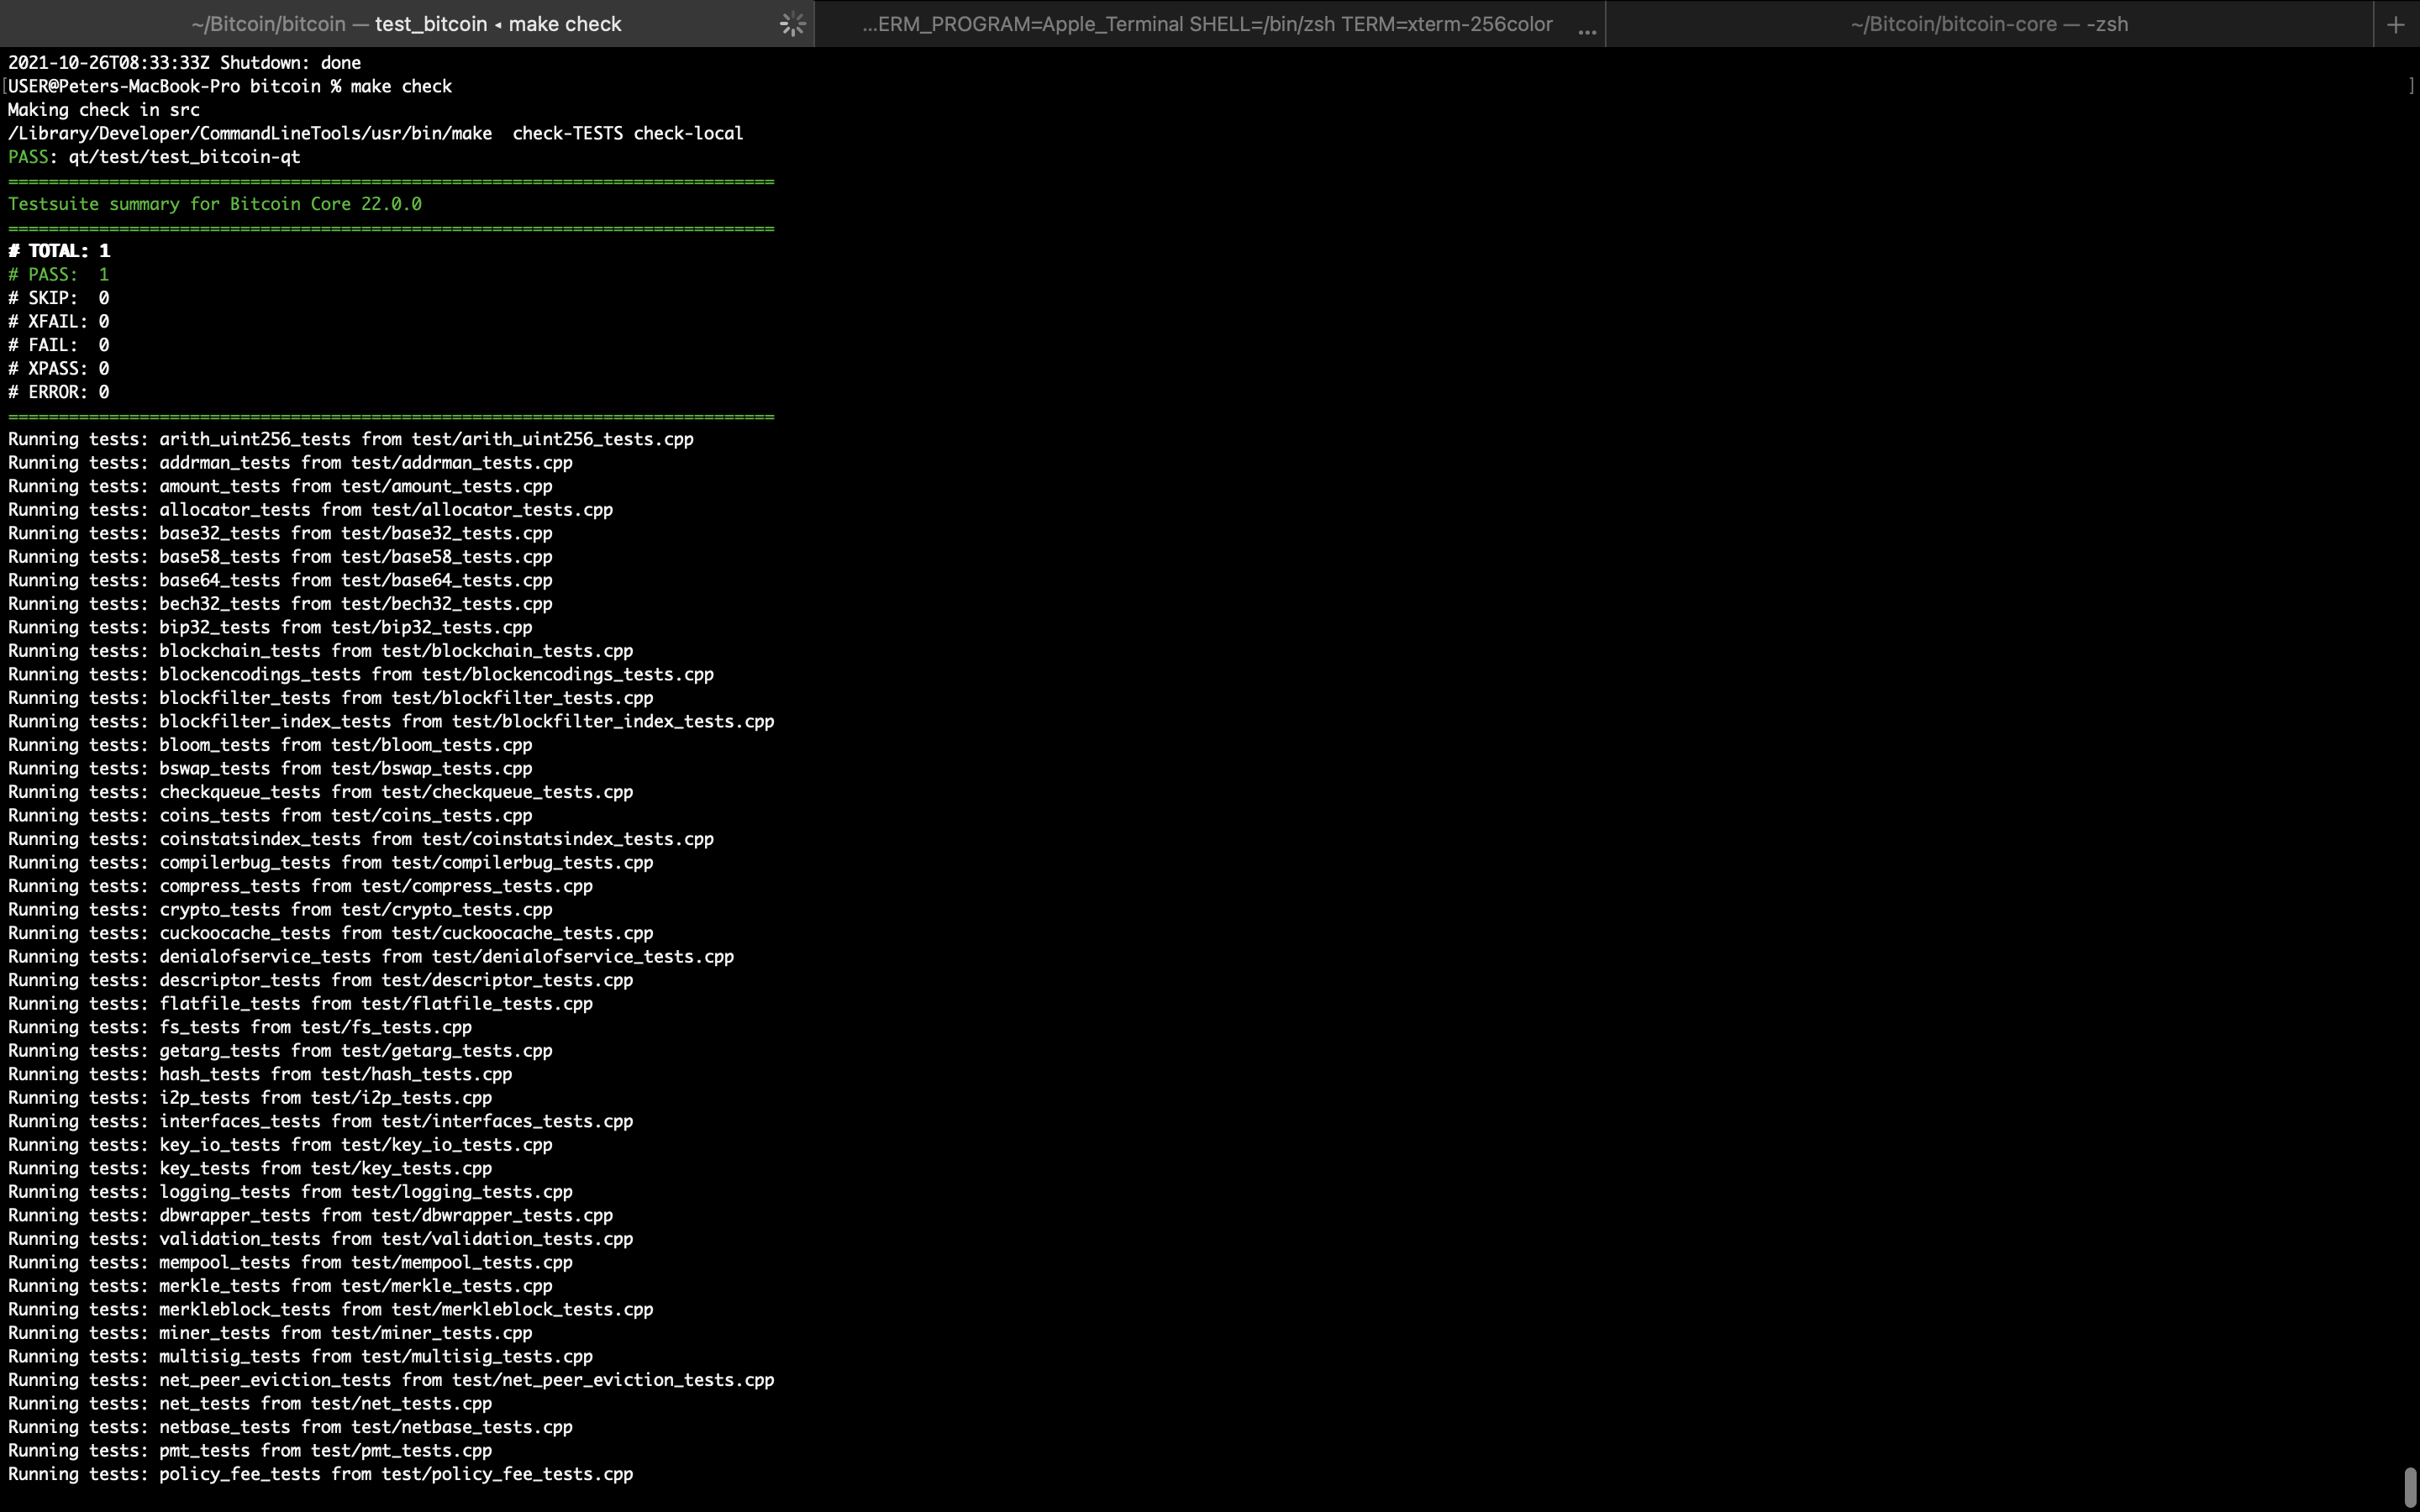 ~/Bitcoin/bitcoin — test_bitcoin ◂ make check
...ERM_PROGRAM=Apple_Terminal SHELL=/bin/zsh TERM=xterm-256color ...
~/Bitcoin/bitcoin-core — -zsh
+
2021-10-26T08:33:33Z Shutdown: done
[USER@Peters-MacBook-Pro bitcoin % make check ]
Making check in src
/Library/Developer/CommandLineTools/usr/bin/make  check-TESTS check-local
PASS: qt/test/test_bitcoin-qt
============================================================================
Testsuite summary for Bitcoin Core 22.0.0
============================================================================
# TOTAL: 1
# PASS:  1
# SKIP:  0
# XFAIL: 0
# FAIL:  0
# XPASS: 0
# ERROR: 0
============================================================================
Running tests: arith_uint256_tests from test/arith_uint256_tests.cpp
Running tests: addrman_tests from test/addrman_tests.cpp
Running tests: amount_tests from test/amount_tests.cpp
Running tests: allocator_tests from test/allocator_tests.cpp
Running tests: base32_tests from test/base32_tests.cpp
Running tests: base58_tests from test/base58_tests.cpp
Running tests: base64_tests from test/base64_tests.cpp
Running tests: bech32_tests from test/bech32_tests.cpp
Running tests: bip32_tests from test/bip32_tests.cpp
Running tests: blockchain_tests from test/blockchain_tests.cpp
Running tests: blockencodings_tests from test/blockencodings_tests.cpp
Running tests: blockfilter_tests from test/blockfilter_tests.cpp
Running tests: blockfilter_index_tests from test/blockfilter_index_tests.cpp
Running tests: bloom_tests from test/bloom_tests.cpp
Running tests: bswap_tests from test/bswap_tests.cpp
Running tests: checkqueue_tests from test/checkqueue_tests.cpp
Running tests: coins_tests from test/coins_tests.cpp
Running tests: coinstatsindex_tests from test/coinstatsindex_tests.cpp
Running tests: compilerbug_tests from test/compilerbug_tests.cpp
Running tests: compress_tests from test/compress_tests.cpp
Running tests: crypto_tests from test/crypto_tests.cpp
Running tests: cuckoocache_tests from test/cuckoocache_tests.cpp
Running tests: denialofservice_tests from test/denialofservice_tests.cpp
Running tests: descriptor_tests from test/descriptor_tests.cpp
Running tests: flatfile_tests from test/flatfile_tests.cpp
Running tests: fs_tests from test/fs_tests.cpp
Running tests: getarg_tests from test/getarg_tests.cpp
Running tests: hash_tests from test/hash_tests.cpp
Running tests: i2p_tests from test/i2p_tests.cpp
Running tests: interfaces_tests from test/interfaces_tests.cpp
Running tests: key_io_tests from test/key_io_tests.cpp
Running tests: key_tests from test/key_tests.cpp
Running tests: logging_tests from test/logging_tests.cpp
Running tests: dbwrapper_tests from test/dbwrapper_tests.cpp
Running tests: validation_tests from test/validation_tests.cpp
Running tests: mempool_tests from test/mempool_tests.cpp
Running tests: merkle_tests from test/merkle_tests.cpp
Running tests: merkleblock_tests from test/merkleblock_tests.cpp
Running tests: miner_tests from test/miner_tests.cpp
Running tests: multisig_tests from test/multisig_tests.cpp
Running tests: net_peer_eviction_tests from test/net_peer_eviction_tests.cpp
Running tests: net_tests from test/net_tests.cpp
Running tests: netbase_tests from test/netbase_tests.cpp
Running tests: pmt_tests from test/pmt_tests.cpp
Running tests: policy_fee_tests from test/policy_fee_tests.cpp